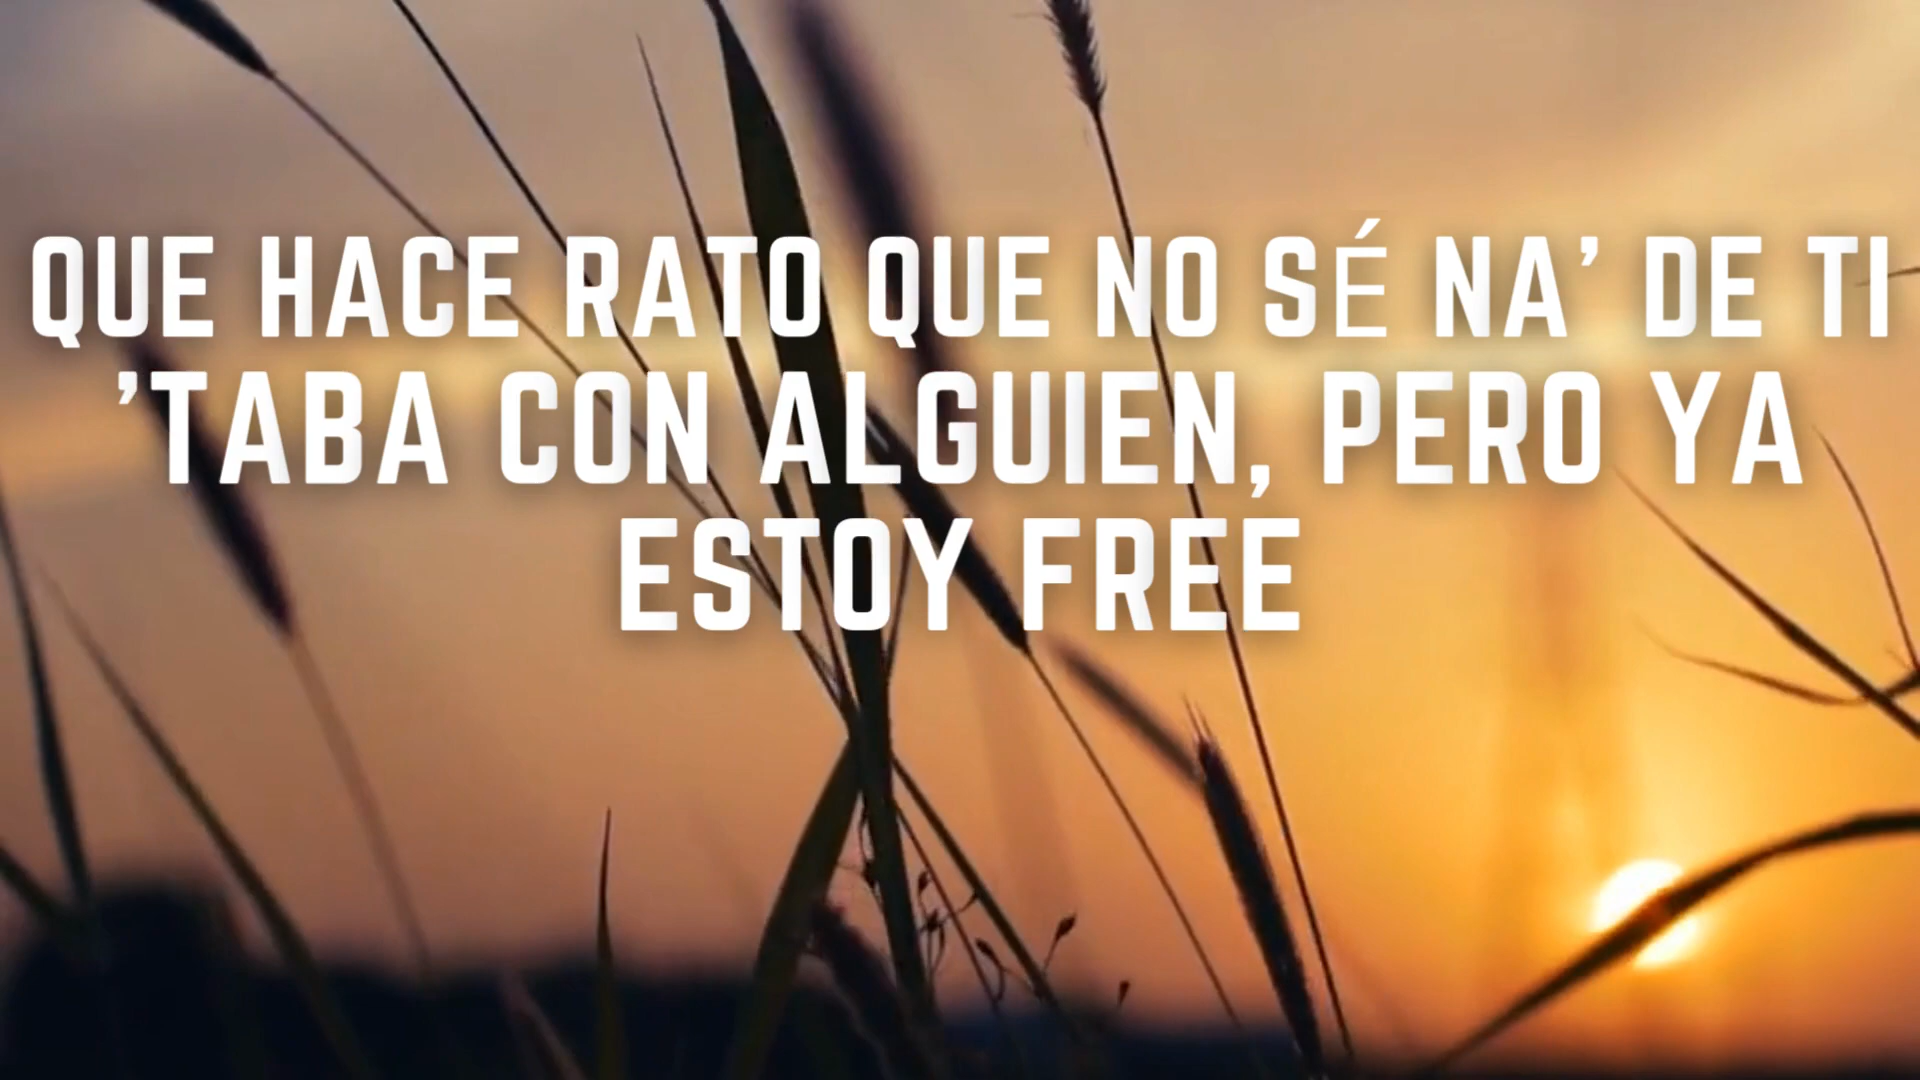 QUE HACE RATO QUE NO SÉ NA' DE TI
'TABA CON ALGUIEN, PERO YA
ESTOY FREE